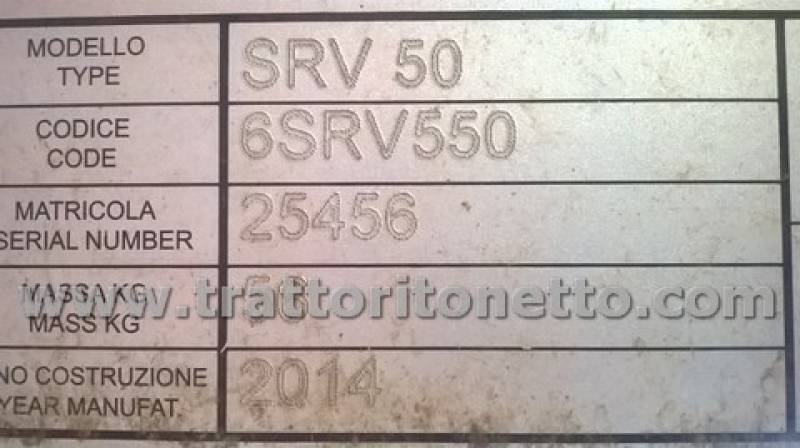 MODELLO
TYPE
SRV 50
CODICE
CODE
6SRV550
MATRICOLA
SERIAL NUMBER
25456
MASSA KG
MASS KG
www.trattoritonetto.com
NO COSTRUZIONE
YEAR MANUFAT.
2014